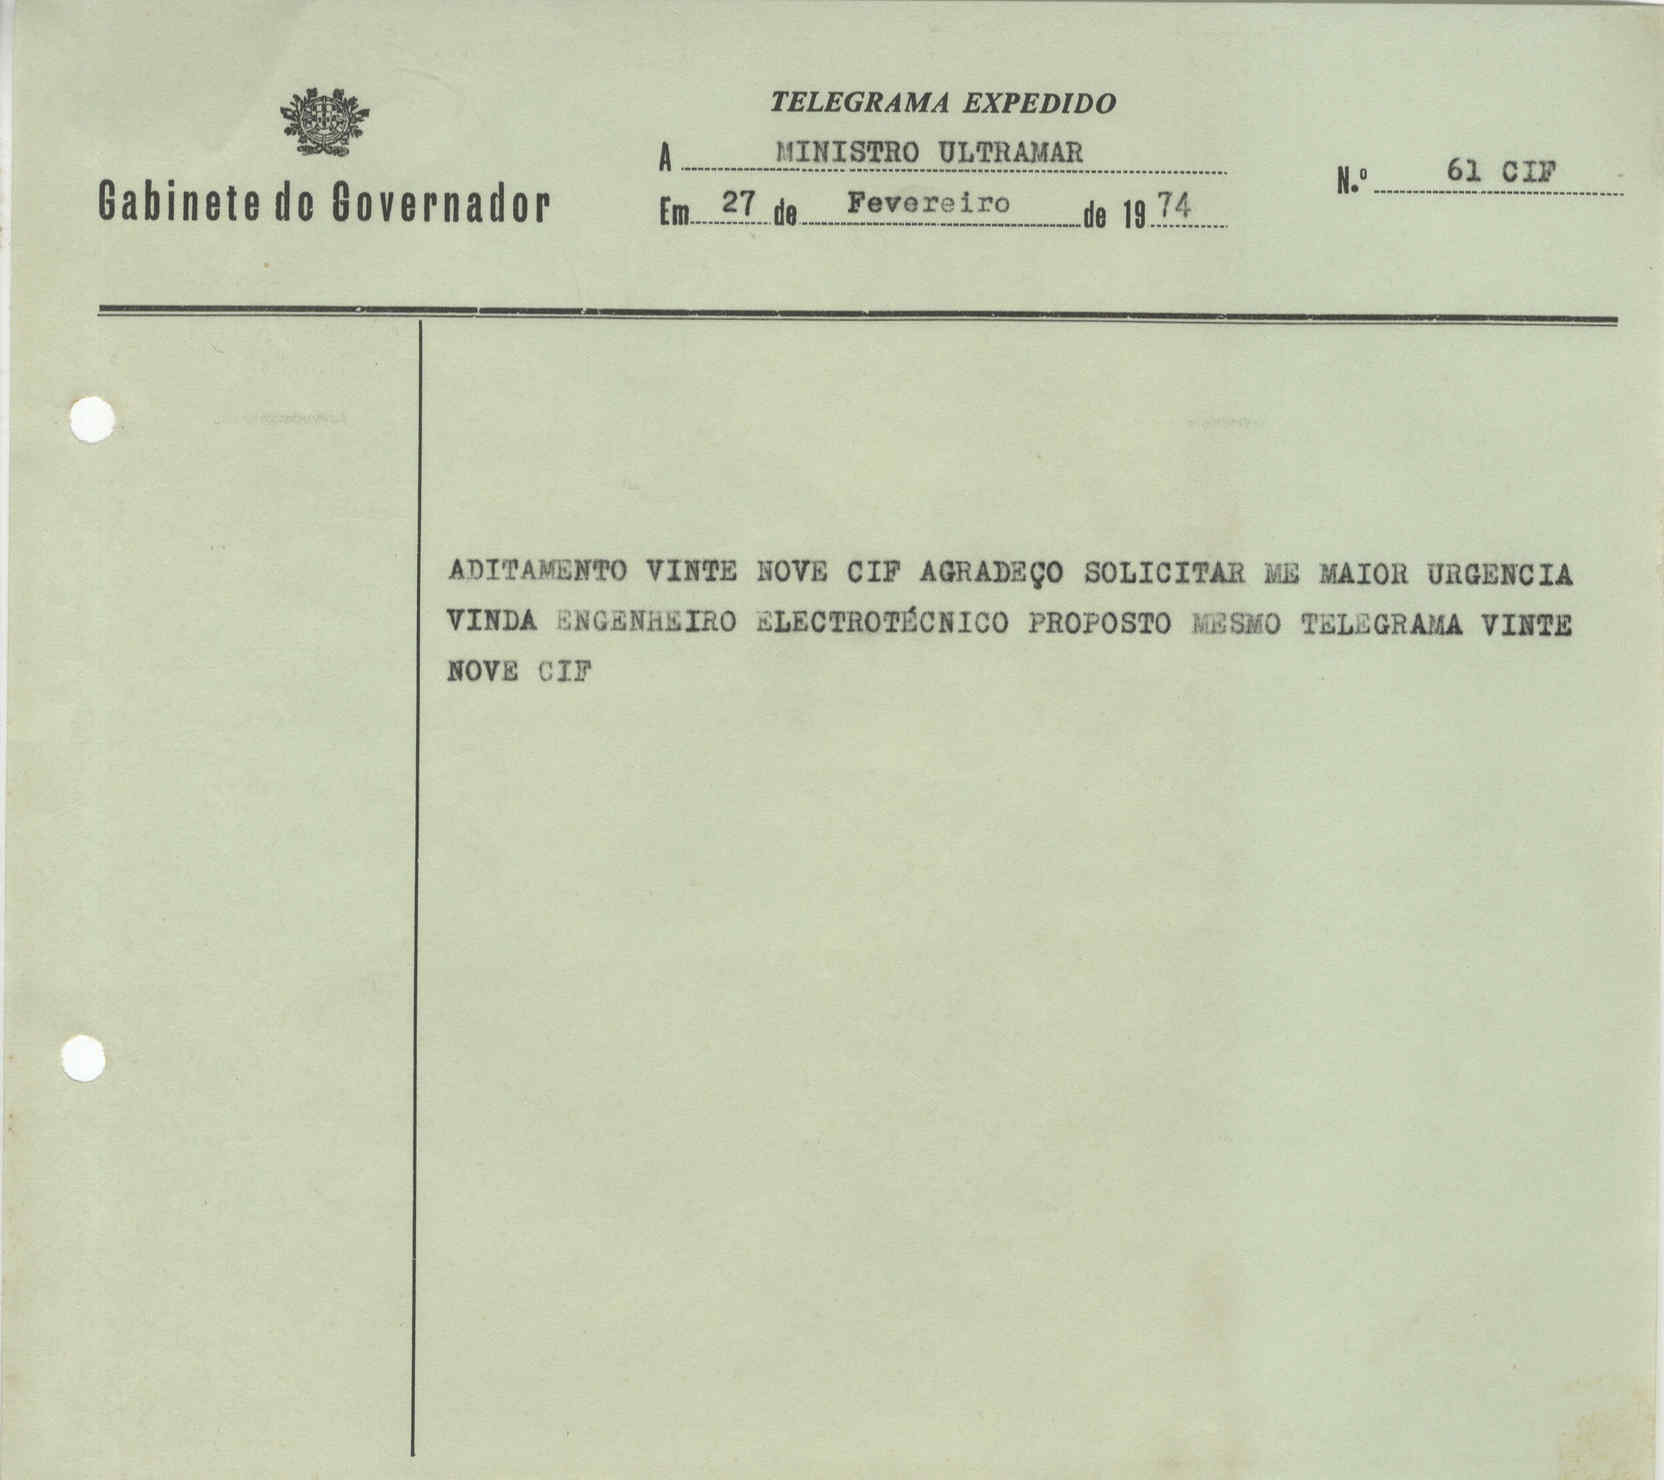 TELEGRAMA EXPEDIDO
A MINISTRO ULTRAMAR
N.º 61 CIF
Gabinete do Governador
Em 27 de Fevereiro de 1974
ADITAMENTO VINTE NOVE CIF AGRADEÇO SOLICITAR ME MAIOR URGENCIA
VINDA ENGENHEIRO ELECTROTÉCNICO PROPOSTO MESMO TELEGRAMA VINTE
NOVE CIF